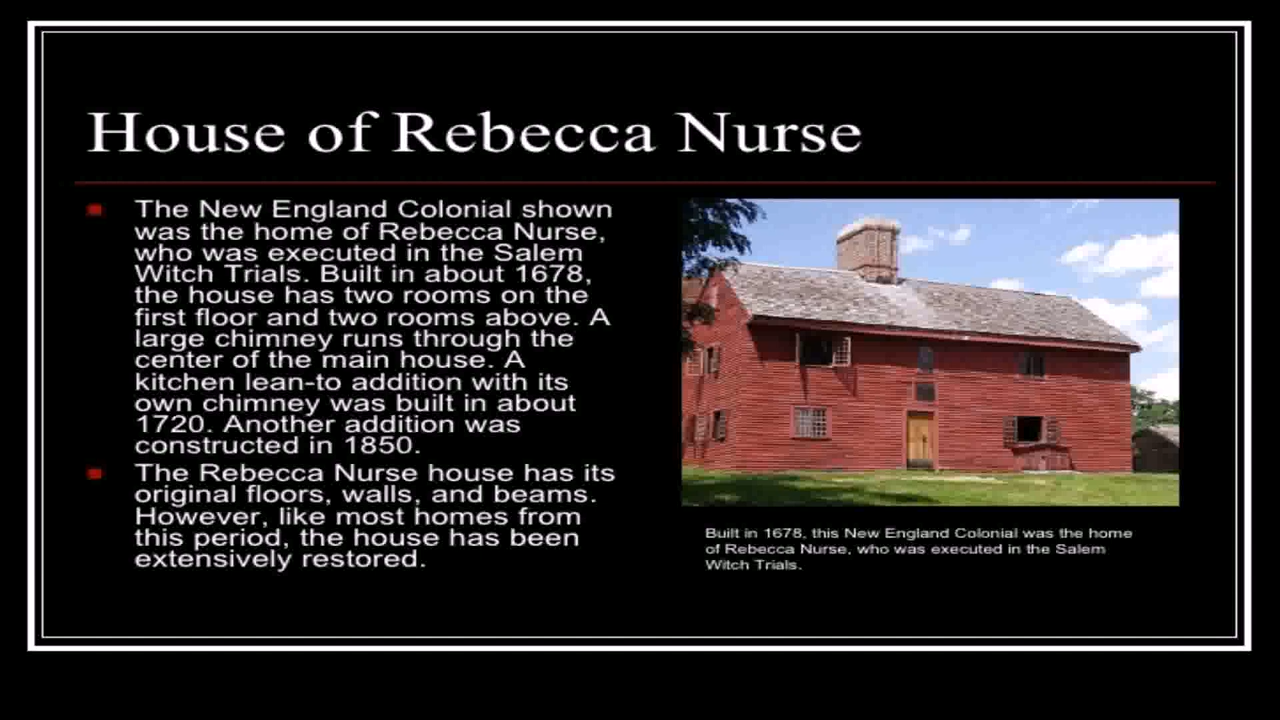 House of Rebecca Nurse
The New England Colonial shown
was the home of Rebecca Nurse,
who was executed in the Salem
Witch Trials. Built in about 1678,
the house has two rooms on the
first floor and two rooms above. A
large chimney runs through the
center of the main house. A
kitchen lean-to addition with its
own chimney was built in about
1720. Another addition was
constructed in 1850.
The Rebecca Nurse house has its
original floors, walls, and beams.
However, like most homes from
this period, the house has been
extensively restored.
Built in 1678, this New England Colonial was the home
of Rebecca Nurse, who was executed in the Salem
Witch Trials.